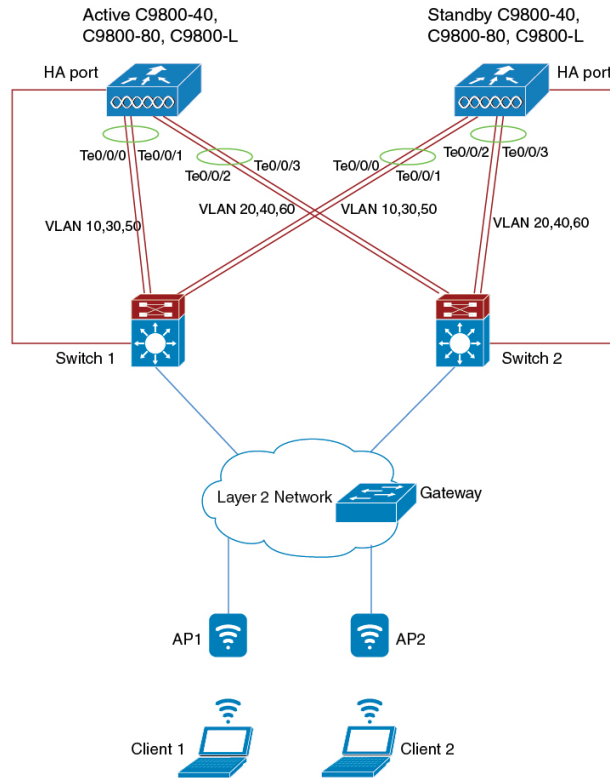 Active C9800-40,
C9800-80, C9800-L
Standby C9800-40,
C9800-80, C9800-L
HA port
HA port
Te0/0/0
Te0/0/1
Te0/0/2
Te0/0/3
Te0/0/0
Te0/0/1
Te0/0/2
Te0/0/3
VLAN 10,30,50
VLAN 20,40,60
VLAN 10,30,50
VLAN 20,40,60
Switch 1
Switch 2
Layer 2 Network
Gateway
AP1
AP2
Client 1
Client 2